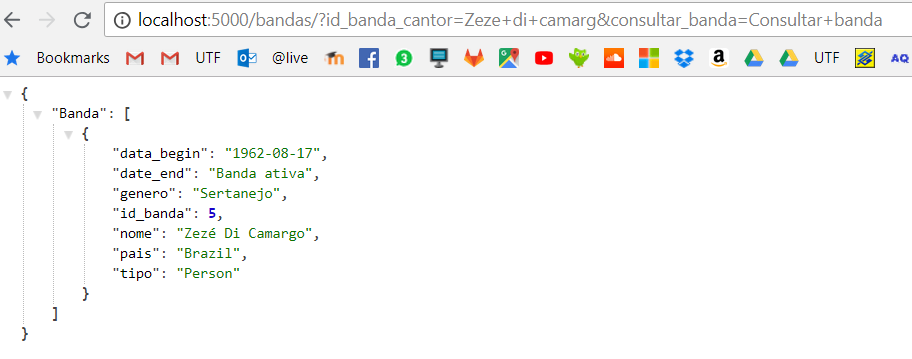 localhost:5000/bandas/?id_banda_cantor=Zeze+di+camarg&consultar_banda=Consultar+banda
Bookmarks UTF @live UTF AQ
{
"Banda": [
{
"data_begin": "1962-08-17",
"date_end": "Banda ativa",
"genero": "Sertanejo",
"id_banda": 5,
"nome": "Zezé Di Camargo",
"pais": "Brazil",
"tipo": "Person"
}
]
}